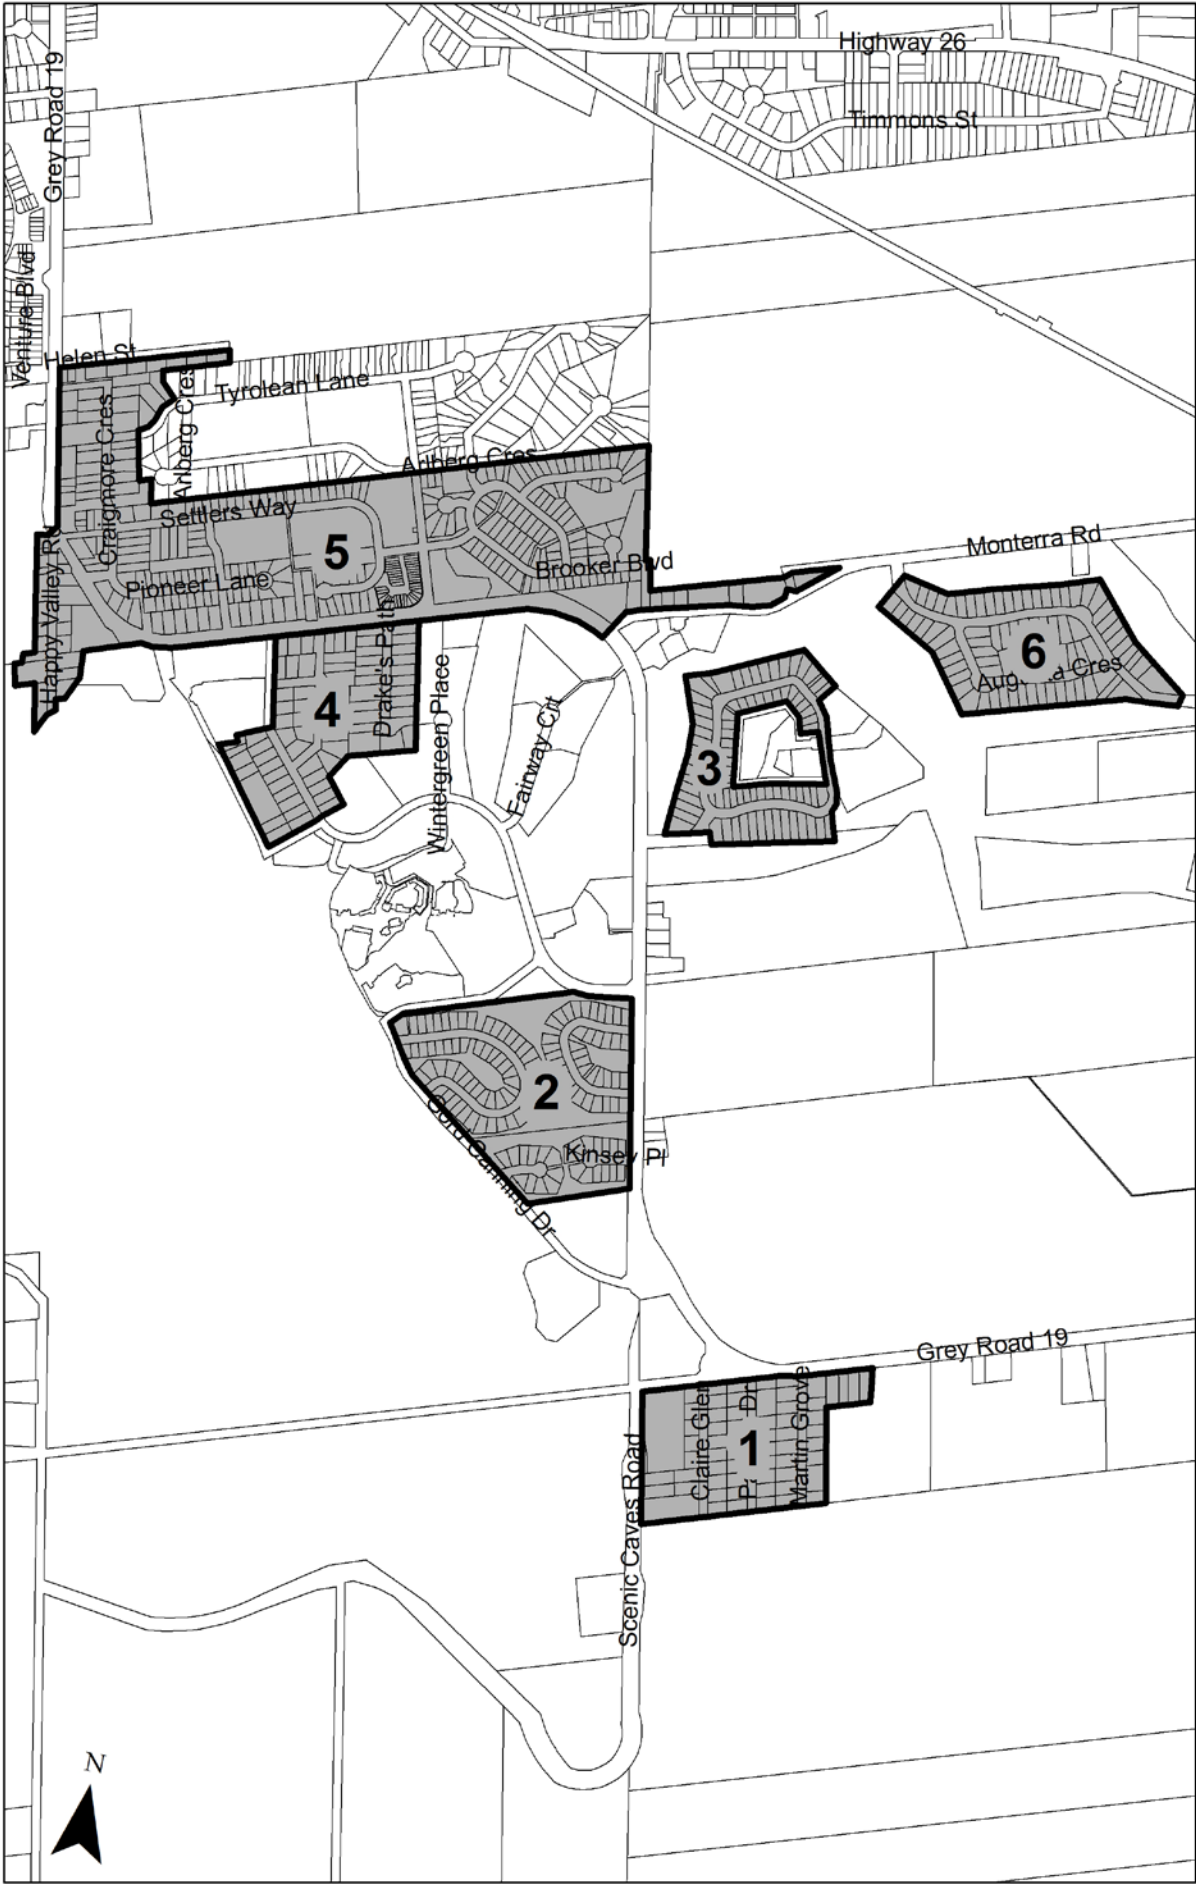 Highway 26
Grey Road 19
Timmons St
Venture Blvd
Helen St
Tyrolean Lane
Arlberg Cres
Craigmore Cres
Arlberg Cres
Settlers Way
5
Happy Valley Rd
Pioneer Lane
Brooker Blvd
Monterra Rd
Drake's Path
6
4
Wintergreen Place
Fairway Crt
3
2
Kinsey Pl
Grey Road 19
Claire Glen
Dr
Martin Grove
1
Scenic Caves Road
N